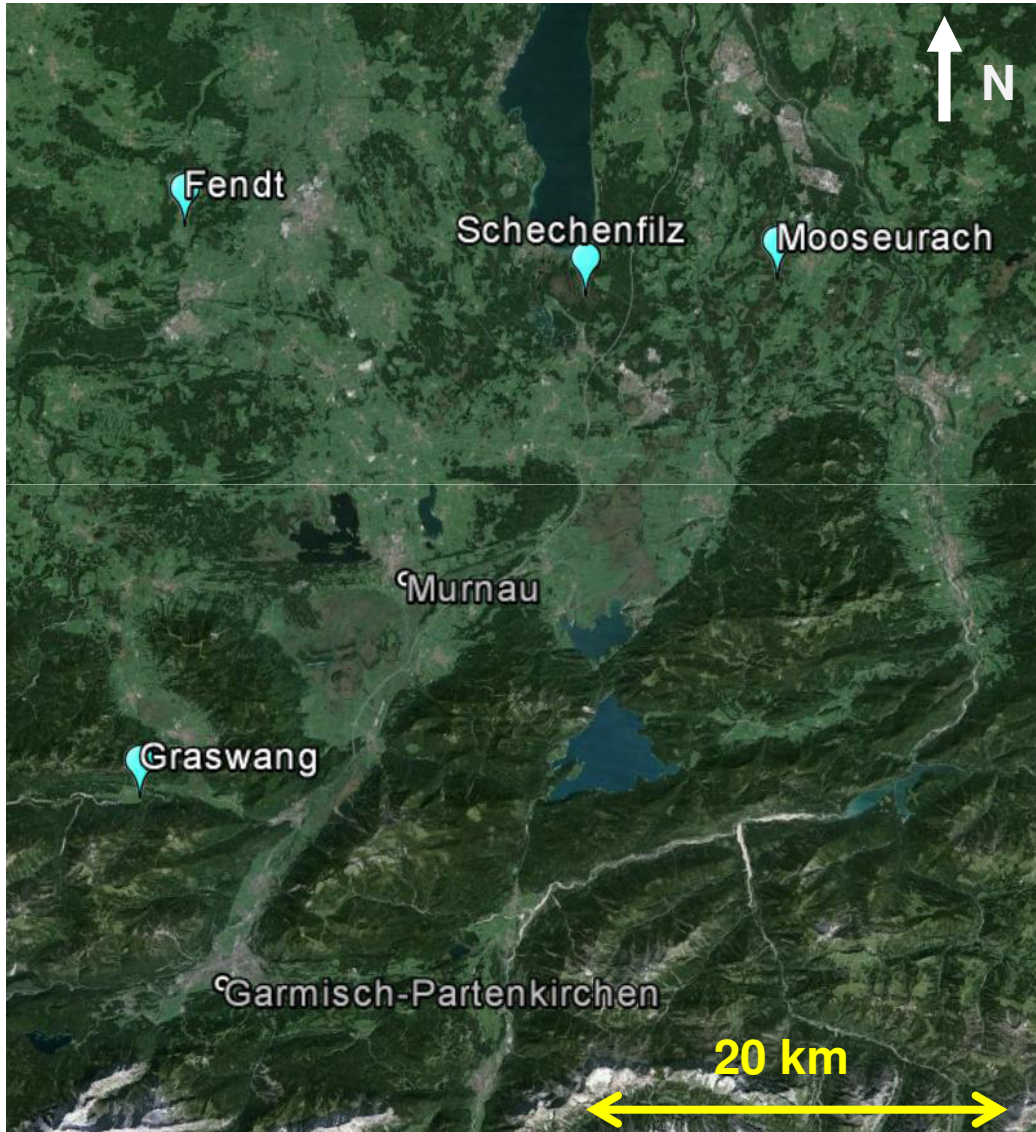 N
Fendt
Schechenfilz
Mooseurach
Murnau
Graswang
Garmisch-Partenkirchen
20 km